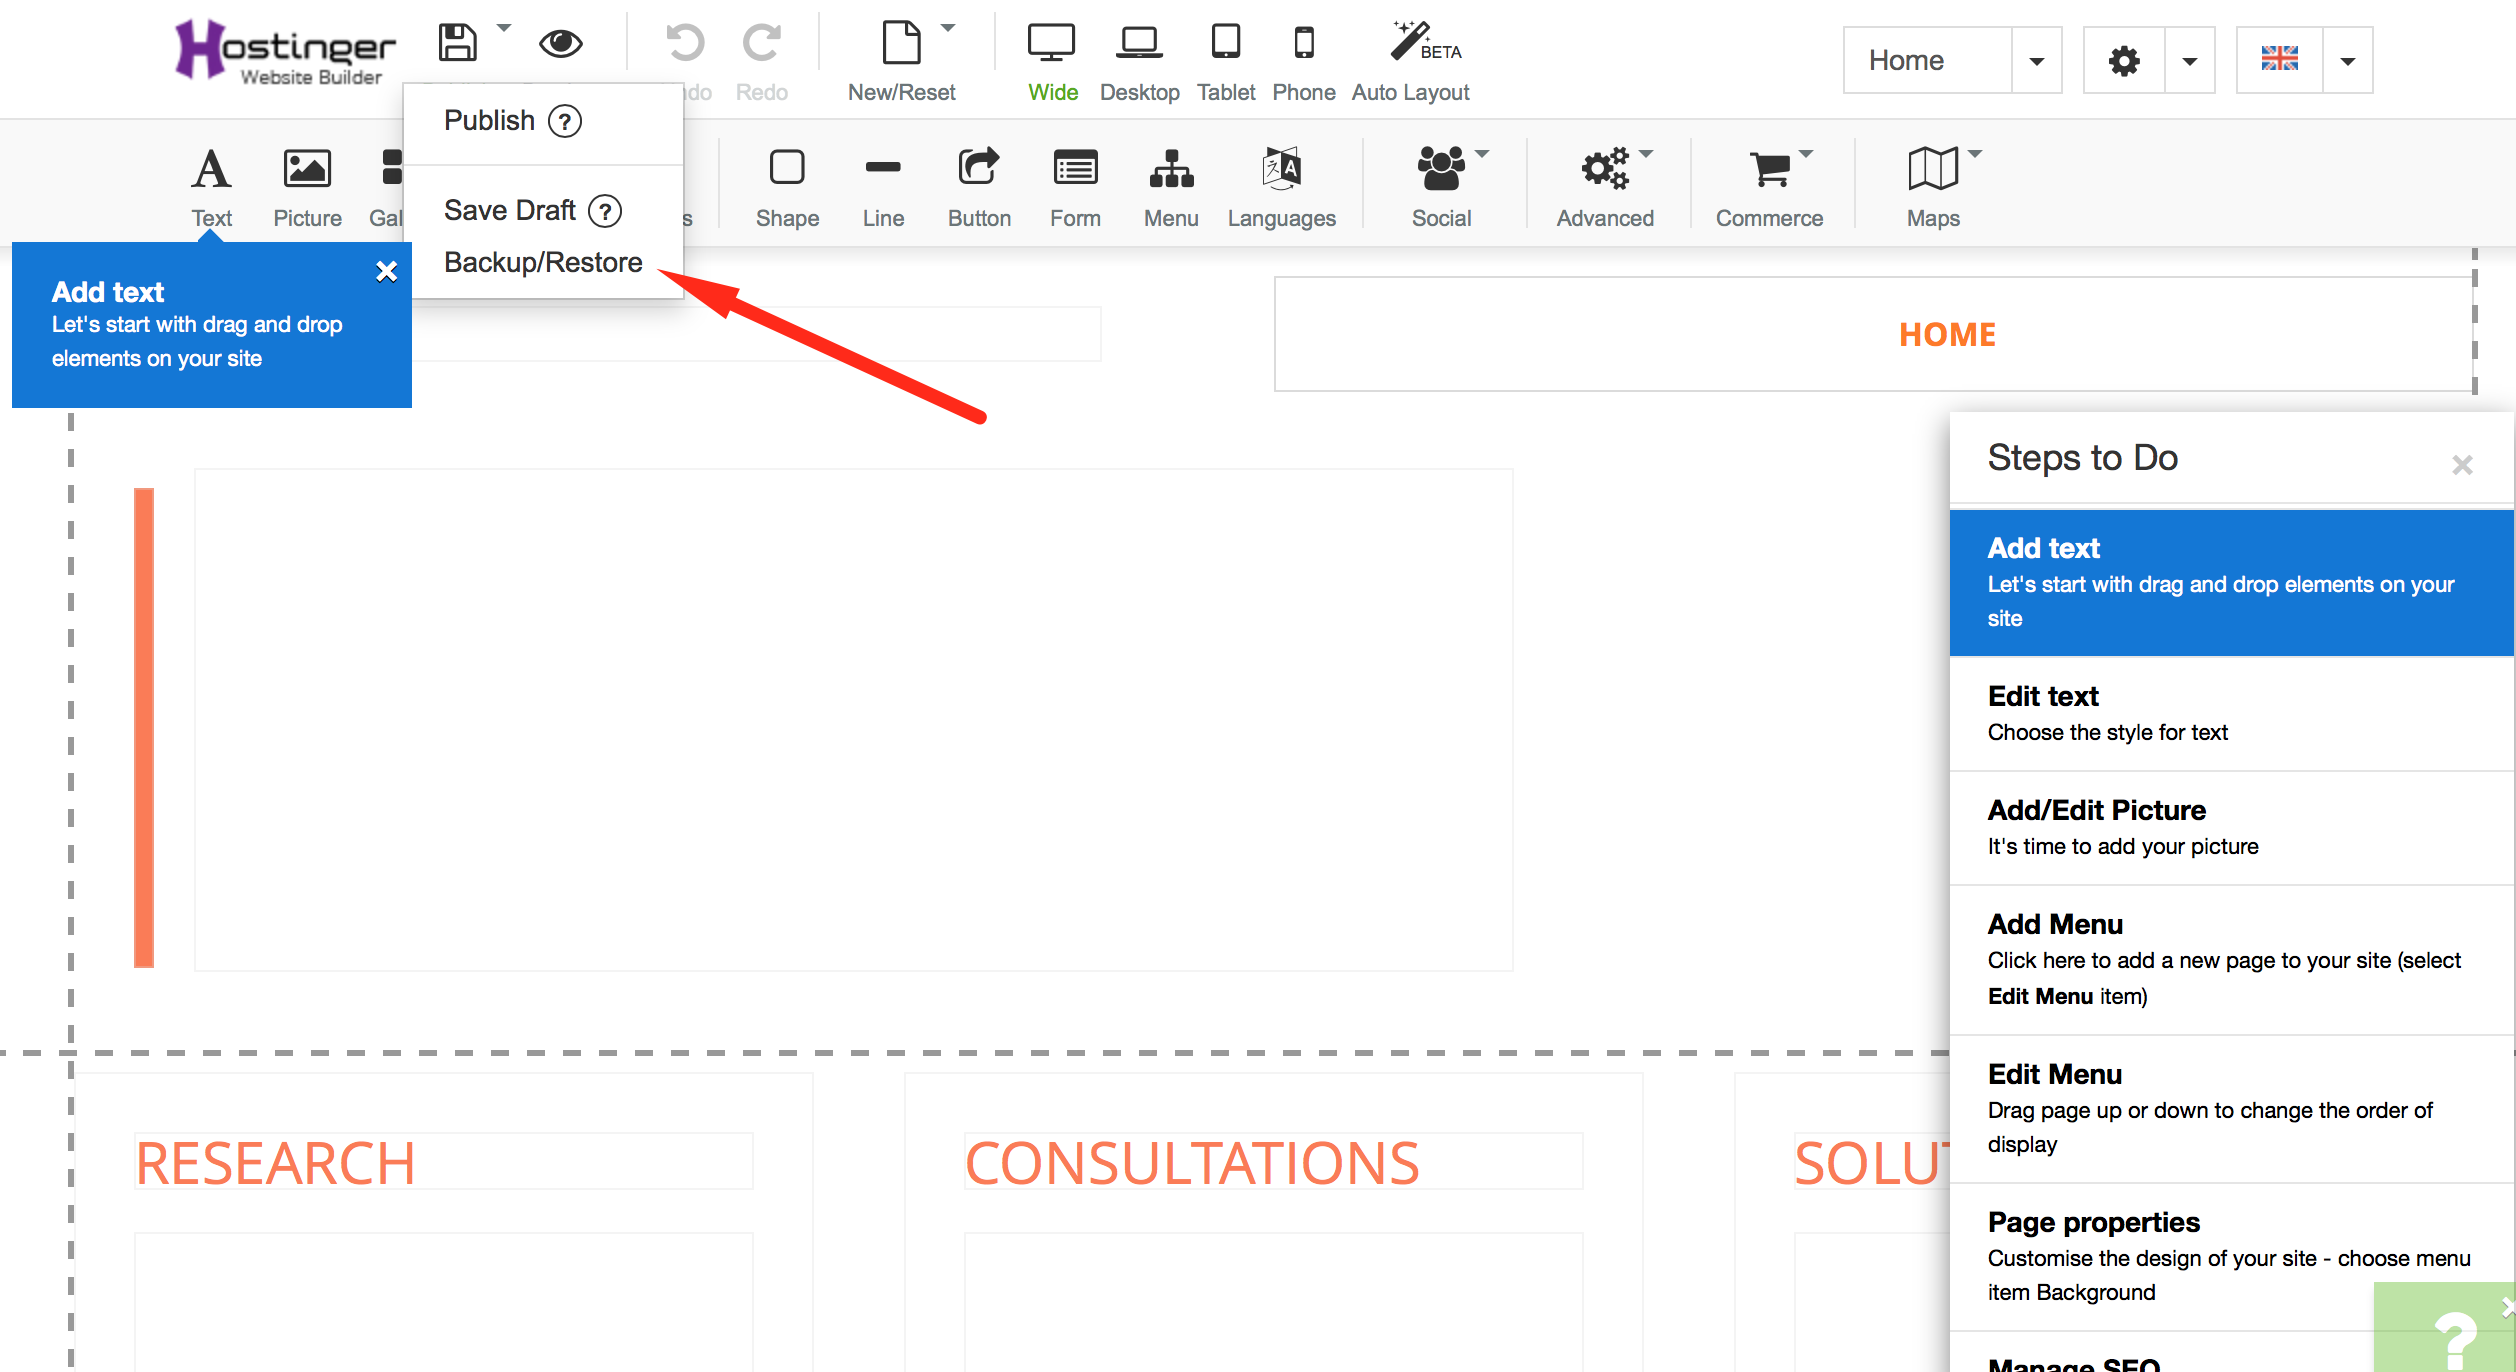 Hostinger
Website Builder
do
Redo
New/Reset
Wide
Desktop
Tablet
Phone
BETA
Auto Layout
Home
Publish ?
Save Draft ?
Backup/Restore
Text
Picture
Gal
s
Shape
Line
Button
Form
Menu
Languages
Social
Advanced
Commerce
Maps
Add text
Let's start with drag and drop
elements on your site
HOME
Steps to Do
Add text
Let's start with drag and drop elements on your
site
Edit text
Choose the style for text
Add/Edit Picture
It's time to add your picture
Add Menu
Click here to add a new page to your site (select
Edit Menu item)
Edit Menu
Drag page up or down to change the order of
display
Page properties
Customise the design of your site - choose menu
item Background
Manage SEO
?
RESEARCH
CONSULTATIONS
SOLUT